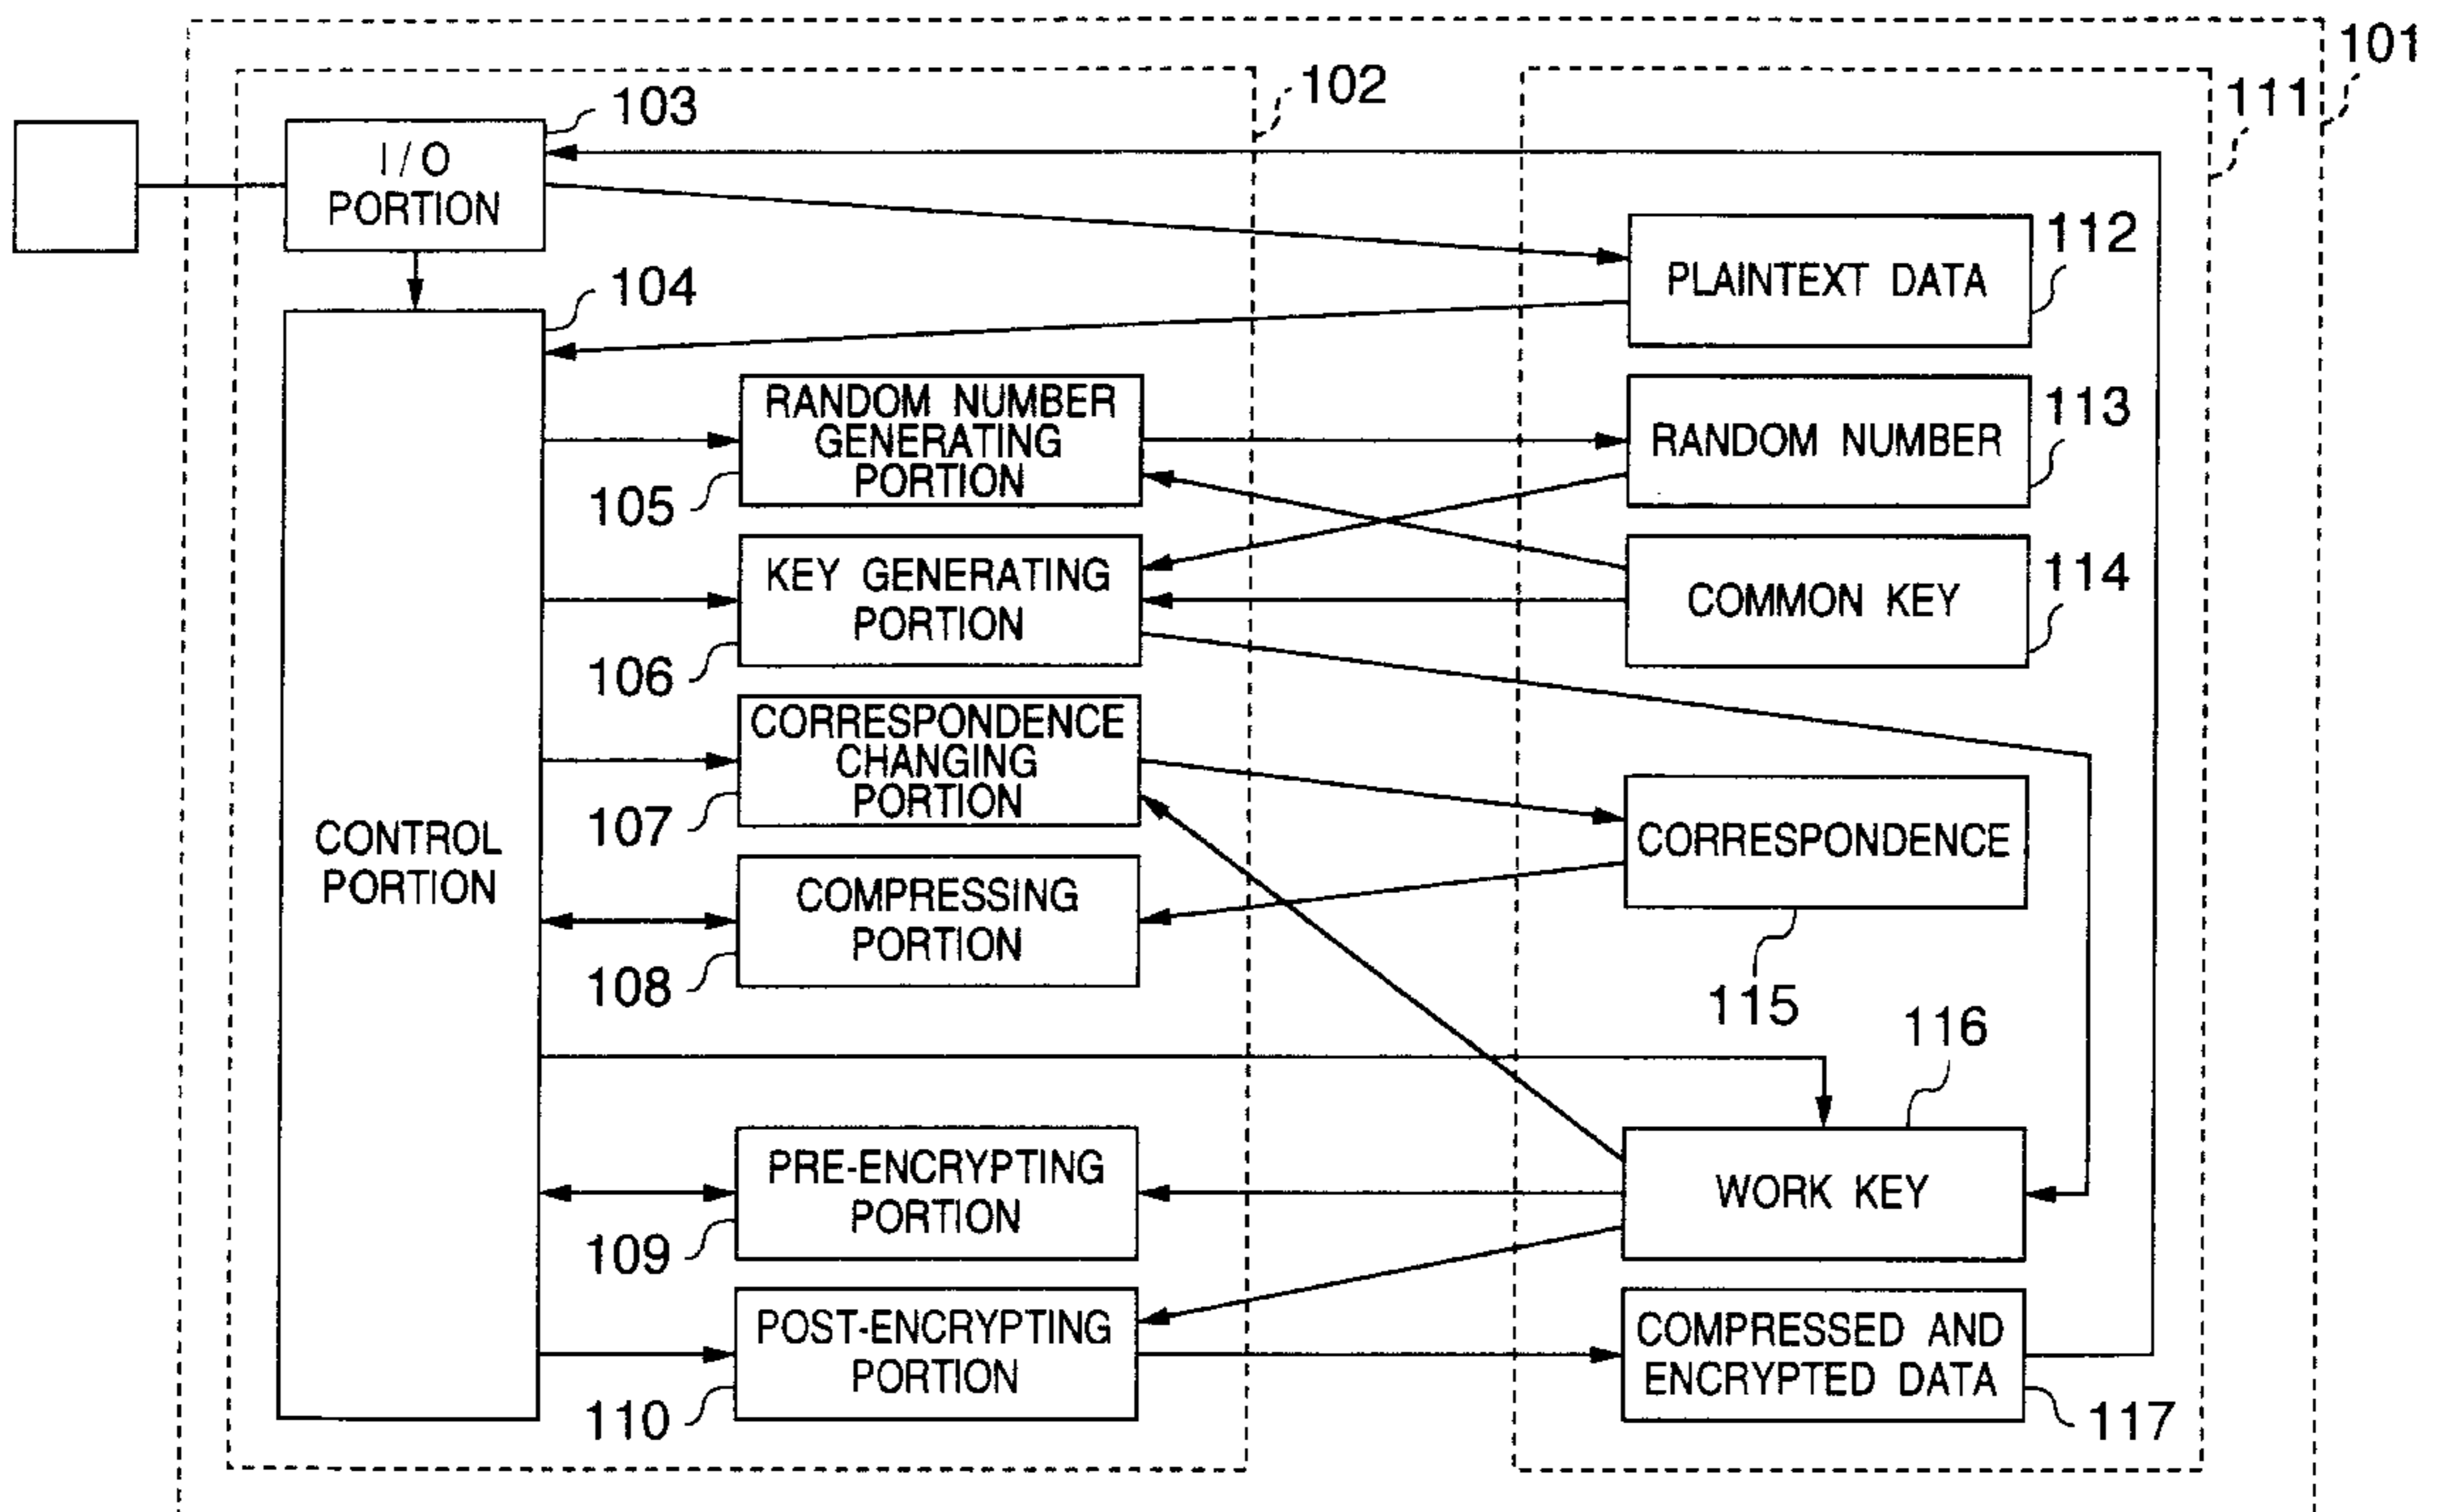 101
102
111
103
I/O
PORTION
112
PLAINTEXT DATA
104
CONTROL
PORTION
RANDOM NUMBER
GENERATING
PORTION
105
113
RANDOM NUMBER
KEY GENERATING
PORTION
106
114
COMMON KEY
CORRESPONDENCE
CHANGING
PORTION
107
CORRESPONDENCE
115
COMPRESSING
PORTION
108
116
WORK KEY
PRE-ENCRYPTING
PORTION
109
POST-ENCRYPTING
PORTION
110
COMPRESSED AND
ENCRYPTED DATA
117